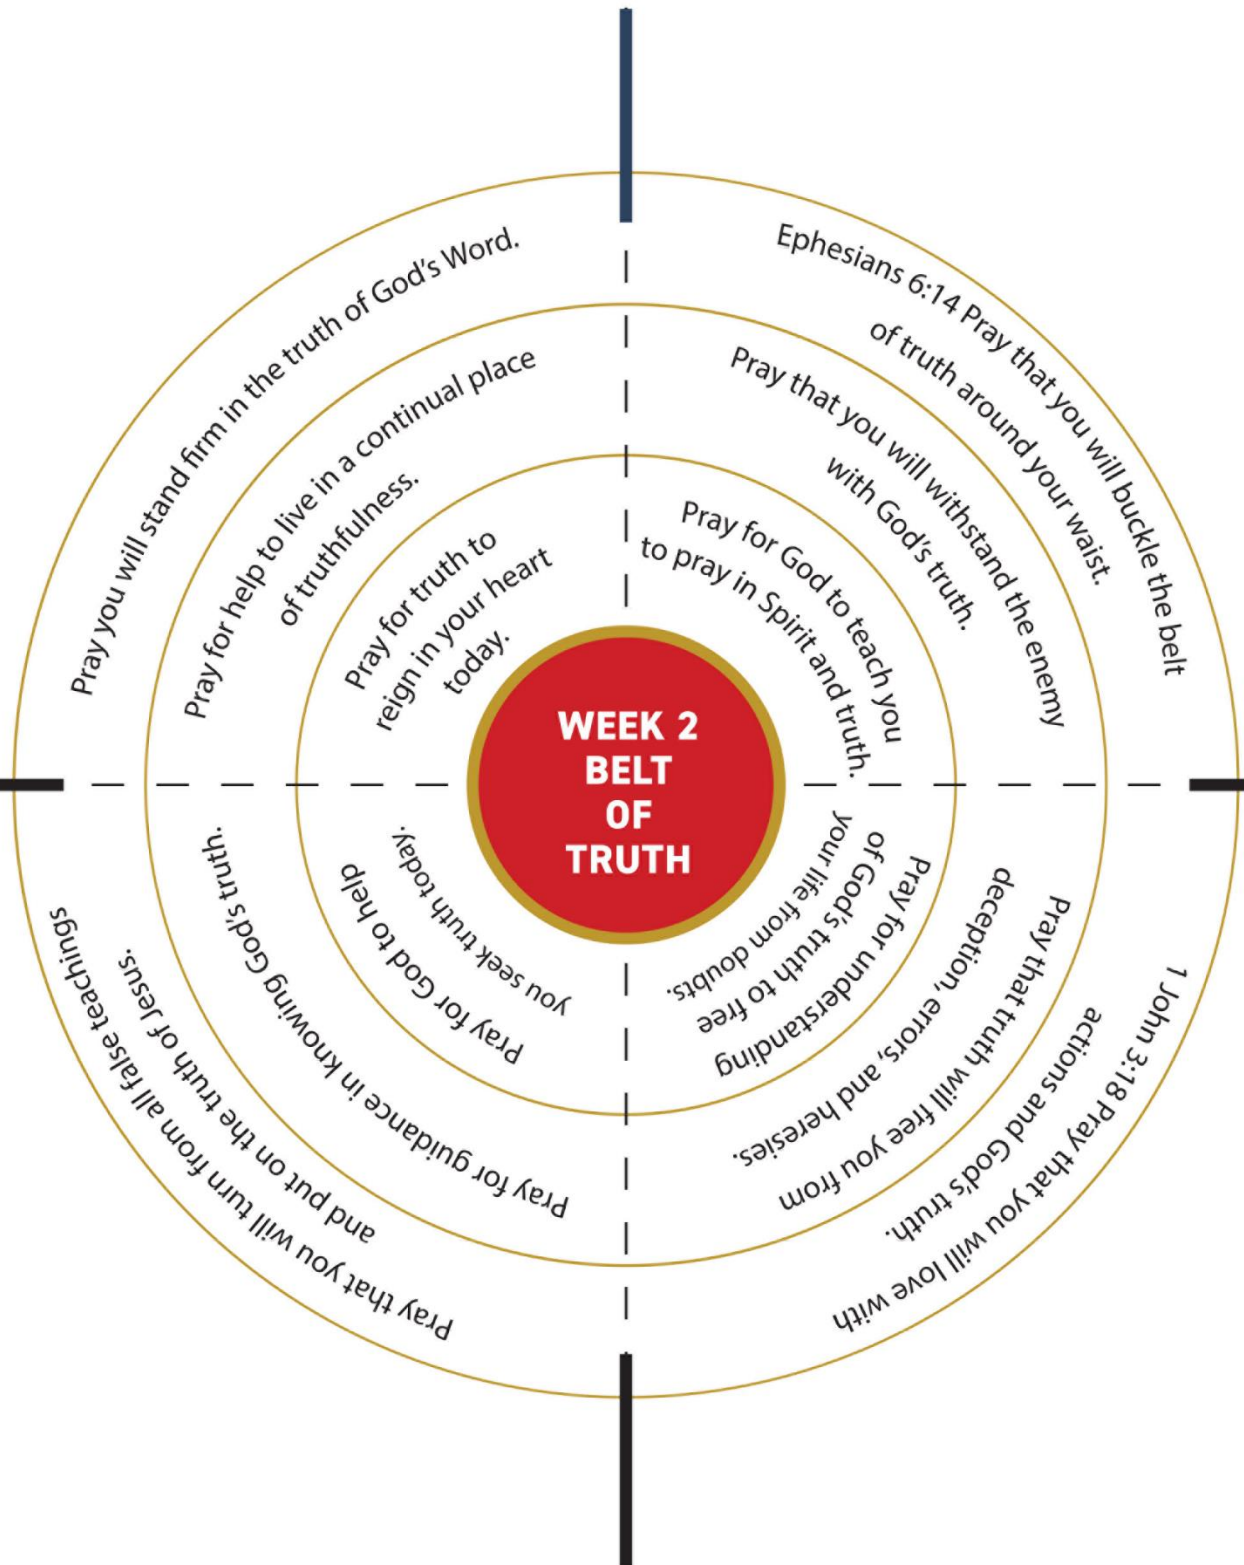 WEEK 2
BELT
OF
TRUTH
Ephesians 6:14 Pray that you will buckle the belt
of truth around your waist.
Pray that you will withstand the enemy
with God's truth.
Pray for God to teach you
to pray in Spirit and truth.
1 John 3:18 Pray that you will love with
actions and God's truth.
Pray that truth will free you from
deception, errors, and heresies.
Pray for understanding
of God's truth to free
your life from doubts.
Pray that you will turn from all false teachings
and put on the truth of Jesus.
Pray for guidance in knowing God's truth.
Pray for God to help
you seek truth today.
Pray you will stand firm in the truth of God's Word.
Pray for help to live in a continual place
of truthfulness.
Pray for truth to
reign in your heart
today.